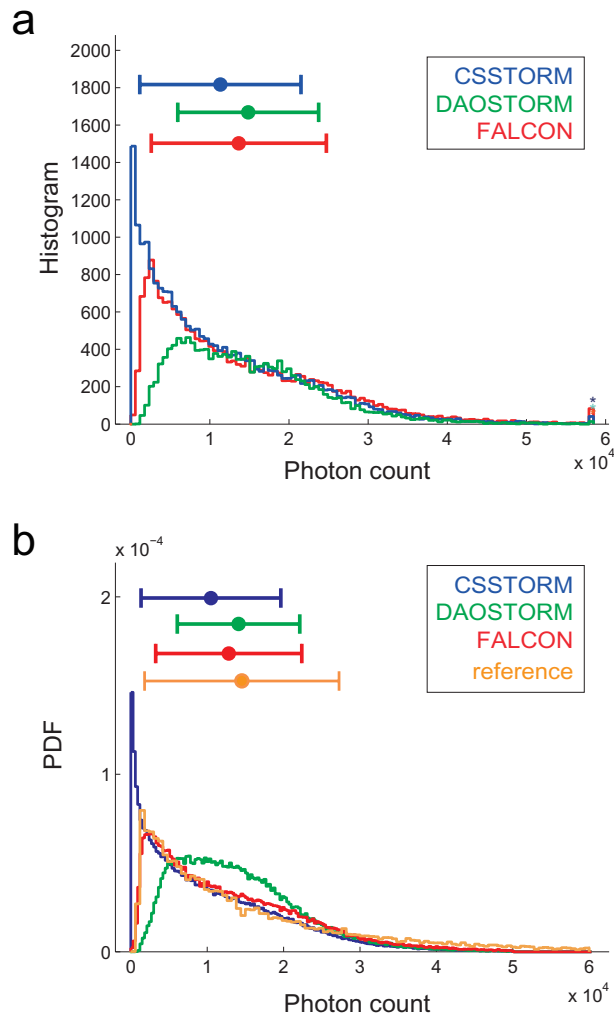 a
2000
1800
1600
1400
1200
1000
800
600
400
200
0
Histogram
CSSTORM
DAOSTORM
FALCON
*
*
0 1 2 3 4 5 6
x 10^4
Photon count
b
x 10^-4
2
1
0
PDF
CSSTORM
DAOSTORM
FALCON
reference
0 1 2 3 4 5 6
x 10^4
Photon count